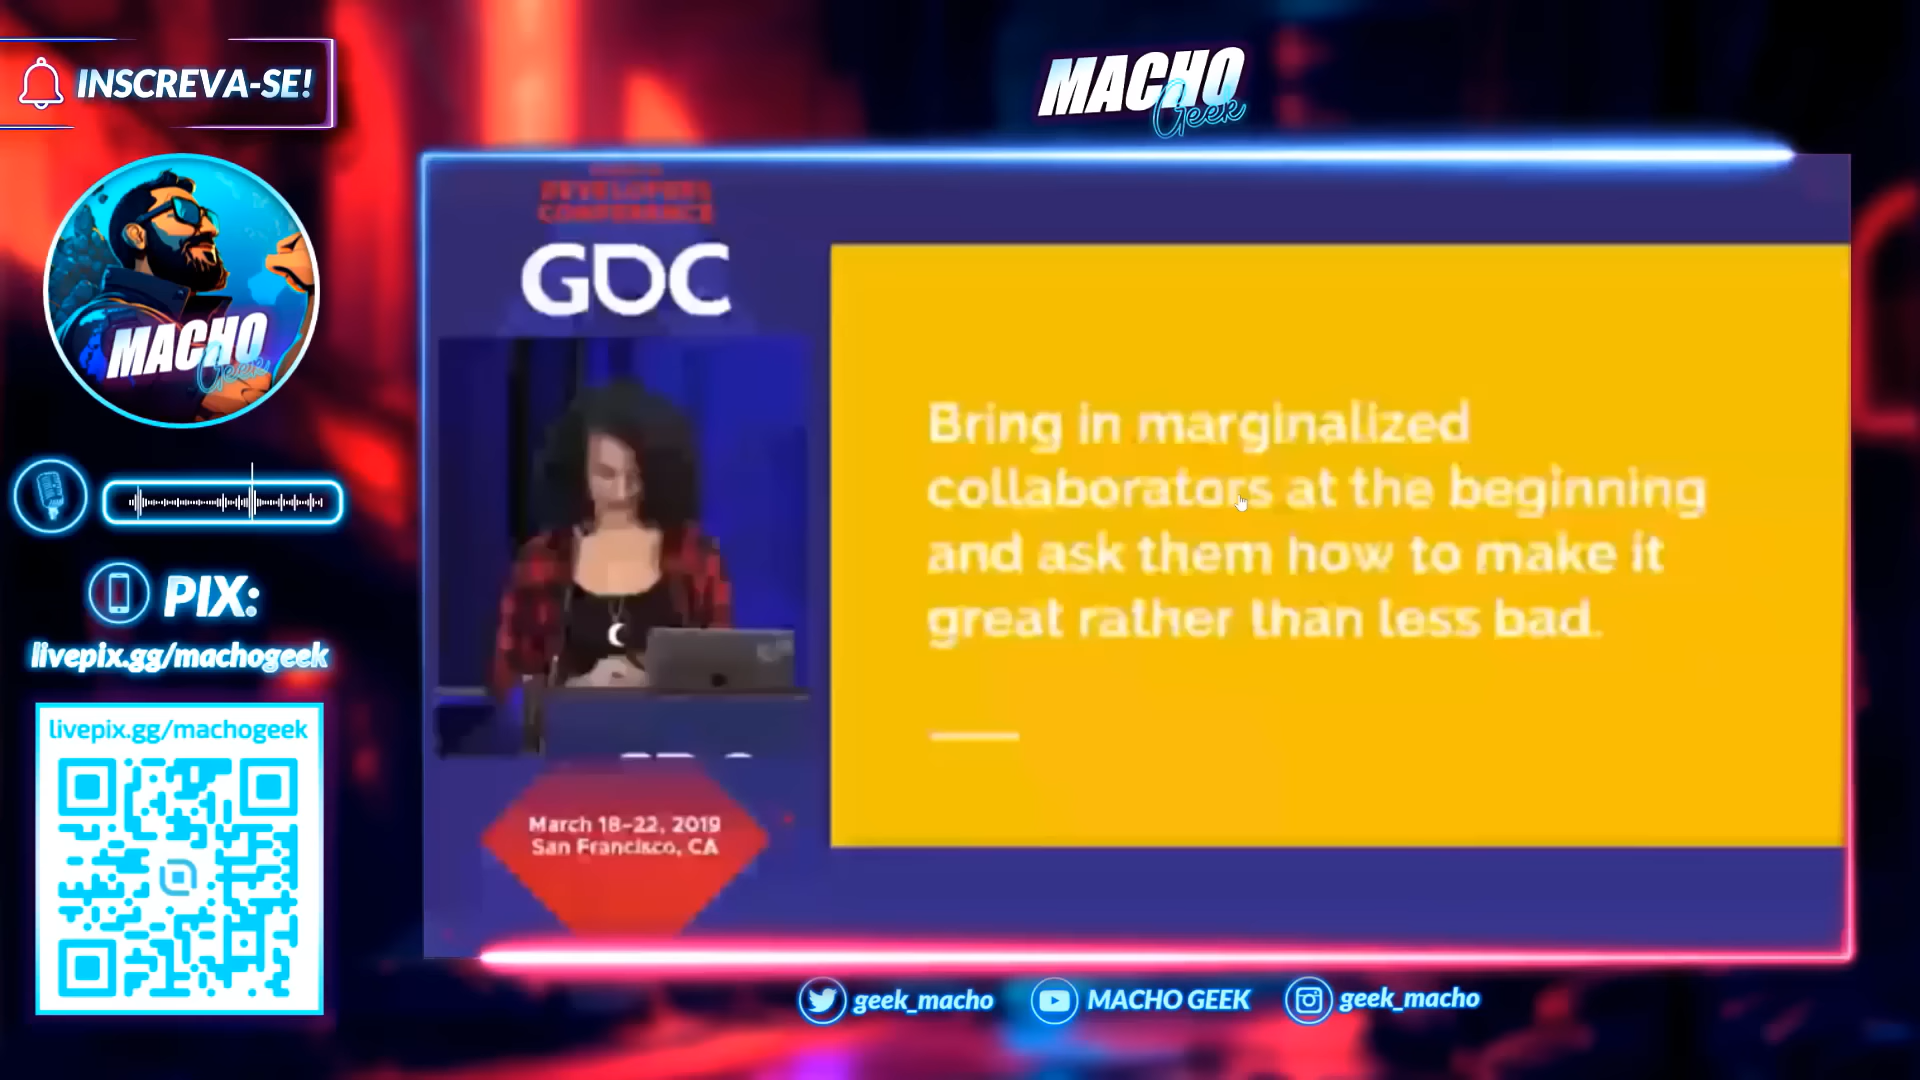 INSCREVA-SE!
MACHO
Geek
MACHO
Geek
PIX:
livepix.gg/machogeek
livepix.gg/machogeek
DEVELOPERS
CONFERENCE
GDC
Bring in marginalized
collaborators at the beginning
and ask them how to make it
great rather than less bad.
March 18-22, 2019
San Francisco, CA
geek_macho
MACHO GEEK
geek_macho